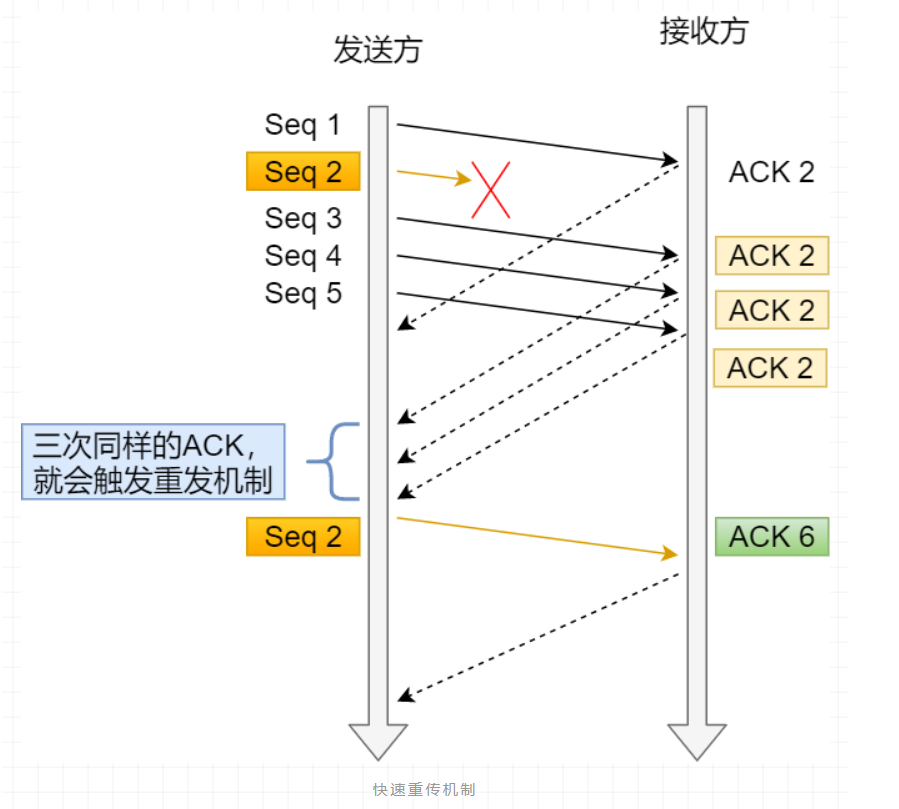 发送方
接收方
Seq 1
ACK 2
Seq 2
Seq 3
Seq 4
ACK 2
Seq 5
ACK 2
ACK 2
三次同样的ACK，
就会触发重发机制
Seq 2
ACK 6
快速重传机制